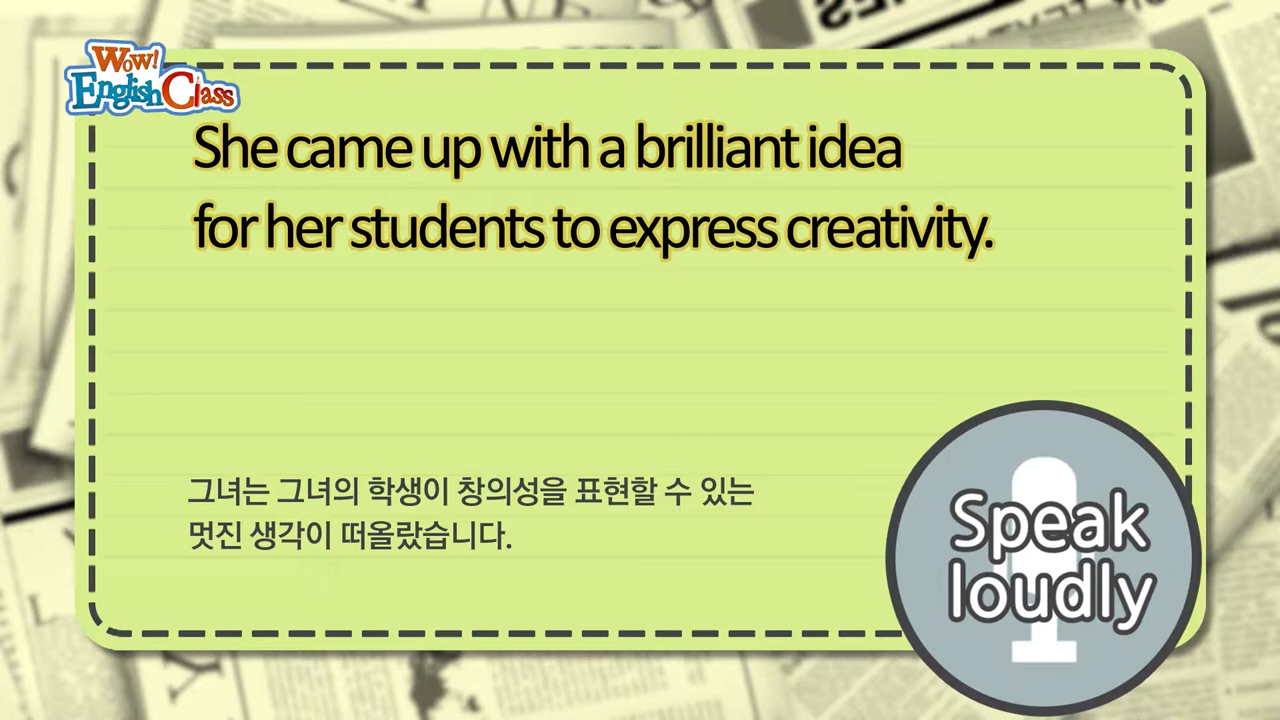 Wow!
English Class
She came up with a brilliant idea
for her students to express creativity.
그녀는 그녀의 학생이 창의성을 표현할 수 있는
멋진 생각이 떠올랐습니다.
Speak
loudly